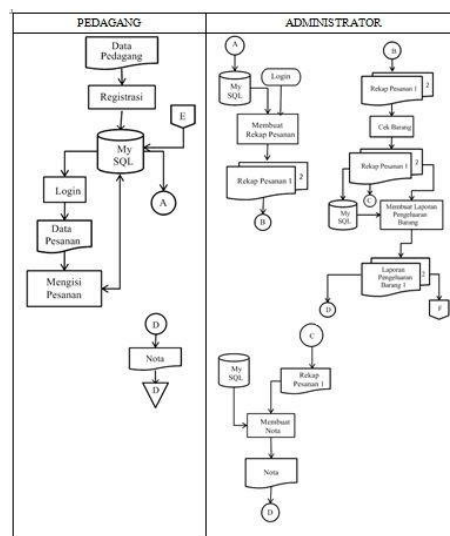 PEDAGANG
ADMINISTRATOR
Data
Pedagang
Registrasi
E
My
SQL
Login
A
Data
Pesanan
Mengisi
Pesanan
D
Nota
D
A
My
SQL
Login
Membuat
Rekap Pesanan
Rekap Pesanan 1
2
B
B
Rekap Pesanan 1
2
Cek Barang
Rekap Pesanan 1
2
C
My
SQL
Membuat Laporan
Pengeluaran
Barang
Laporan
Pengeluaran
Barang 1
2
D
F
C
My
SQL
Rekap
Pesanan 1
Membuat
Nota
Nota
D